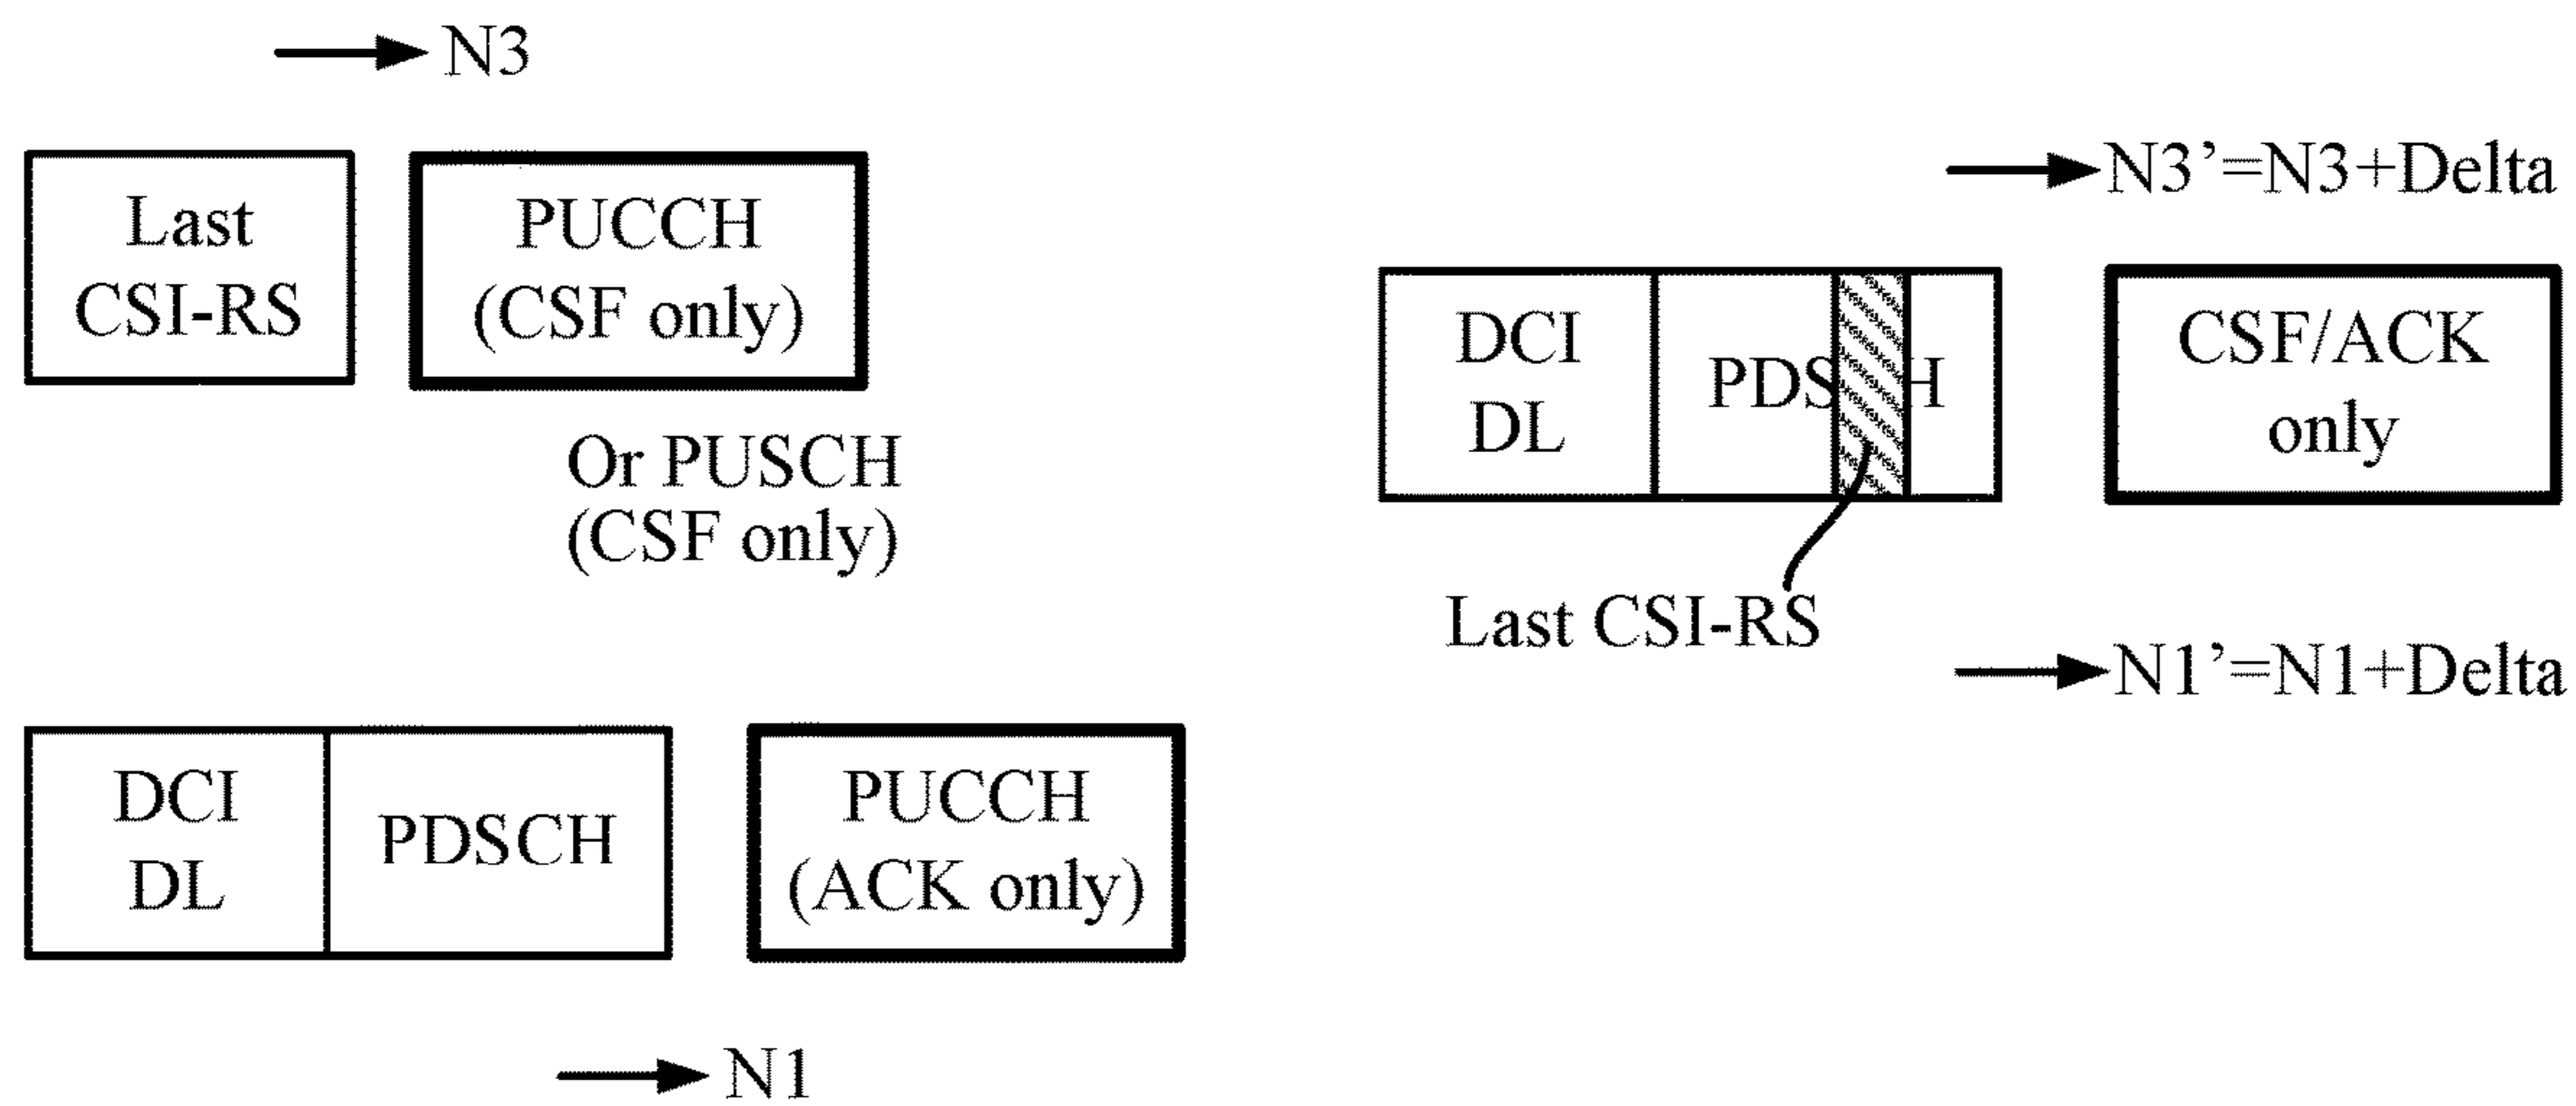 N3
Last
CSI-RS
PUCCH
(CSF only)
Or PUSCH
(CSF only)
DCI
DL
PDSCH
PUCCH
(ACK only)
N1
N3’=N3+Delta
DCI
DL
PDS H
CSF/ACK
only
Last CSI-RS
N1’=N1+Delta